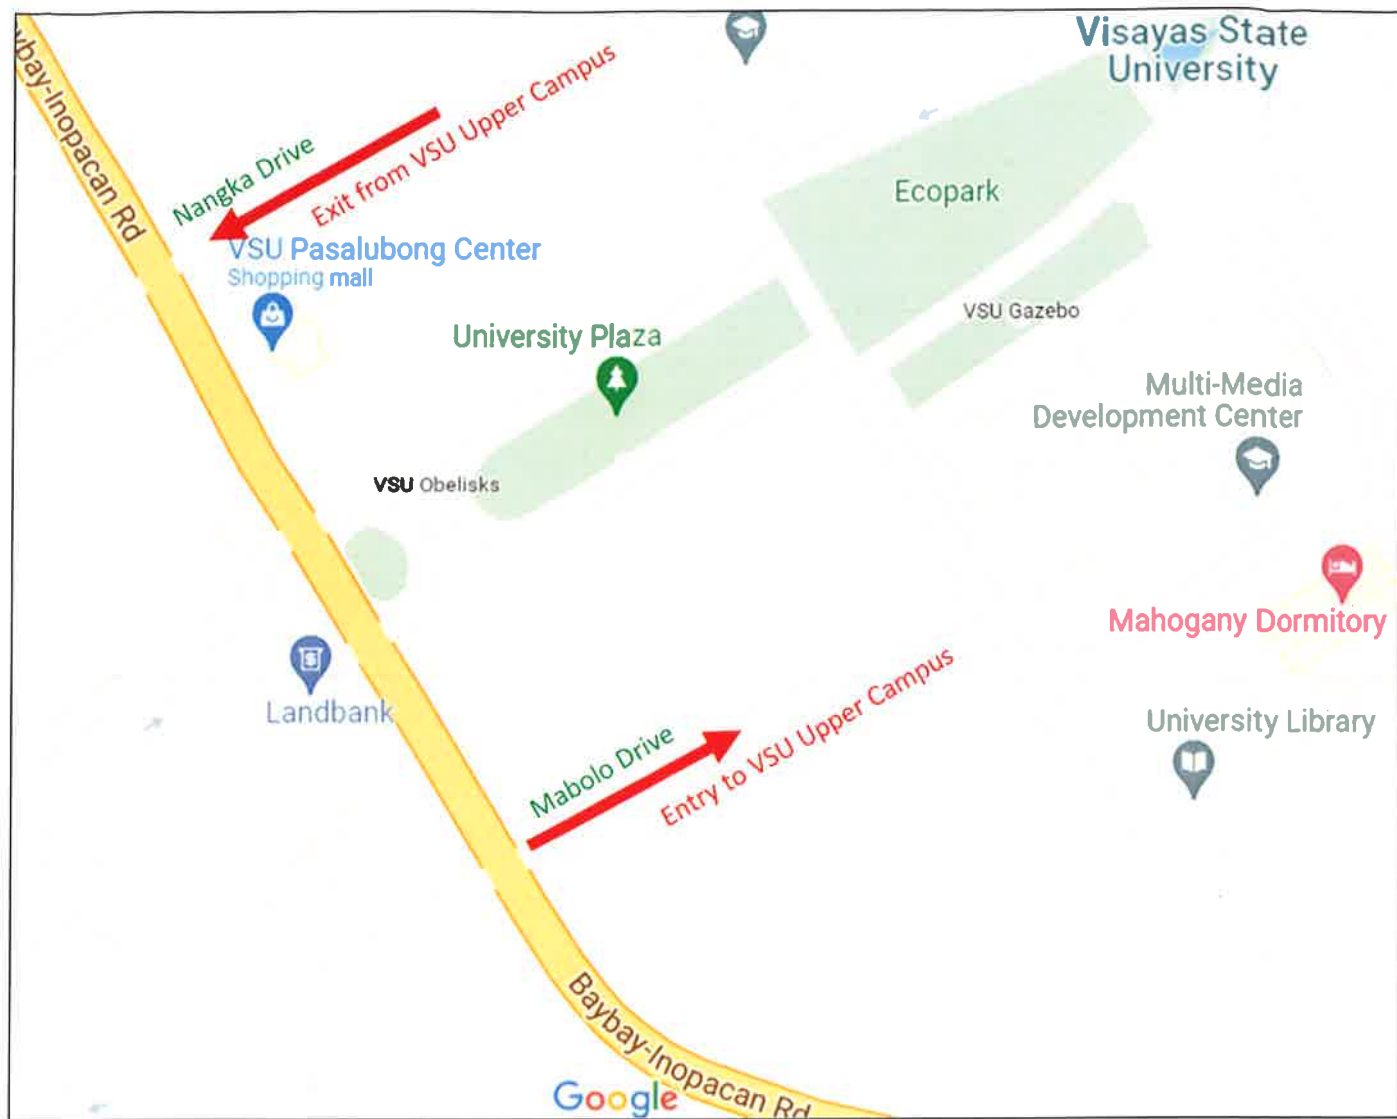 Visayas State
University
ybay-Inopacan Rd
Nangka Drive
Exit from VSU Upper Campus
Ecopark
VSU Pasalubong Center
Shopping mall
VSU Gazebo
University Plaza
Multi-Media
Development Center
VSU Obelisks
Mahogany Dormitory
Landbank
University Library
Mabolo Drive
Entry to VSU Upper Campus
Baybay-Inopacan Rd
Google